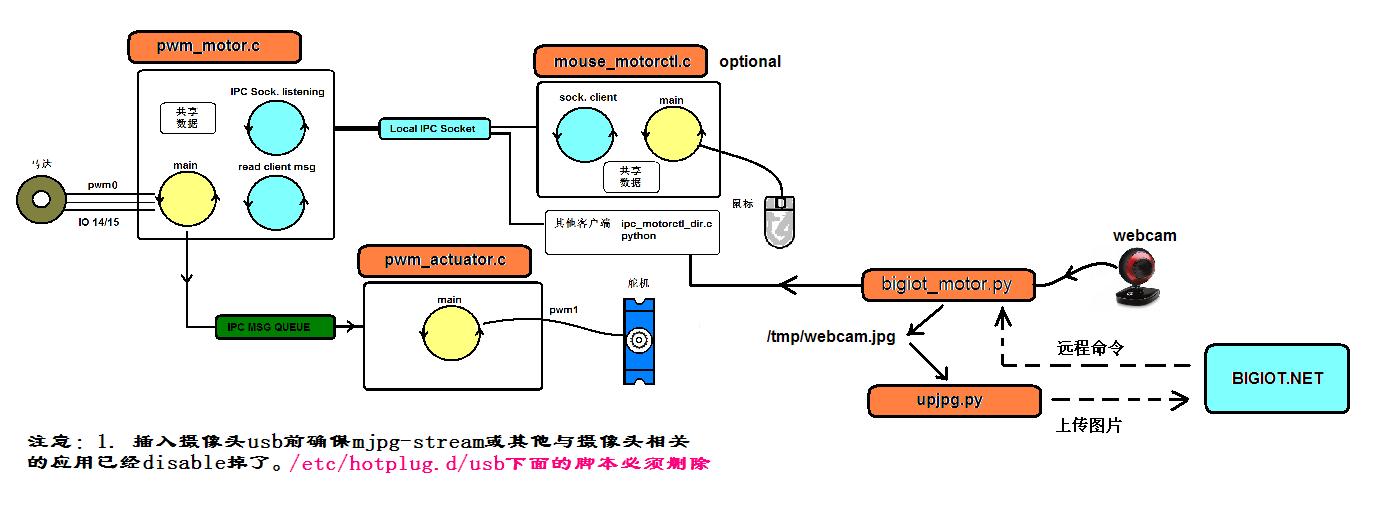 pwm_motor.c
mouse_motorctl.c
optional
IPC Sock. listening
共享
数据
sock. client
main
Local IPC Socket
马达
main
read client msg
共享
数据
pwm0
IO 14/15
鼠标
其他客户端 ipc_motorctl_dir.c
python
webcam
pwm_actuator.c
bigiot_motor.py
舵机
main
pwm1
IPC MSG QUEUE
/tmp/webcam.jpg
远程命令
BIGIOT.NET
upjpg.py
上传图片
注意: 1. 插入摄像头usb前确保mjpg-stream或其他与摄像头相关
的应用已经disable掉了。/etc/hotplug.d/usb下面的脚本必须删除